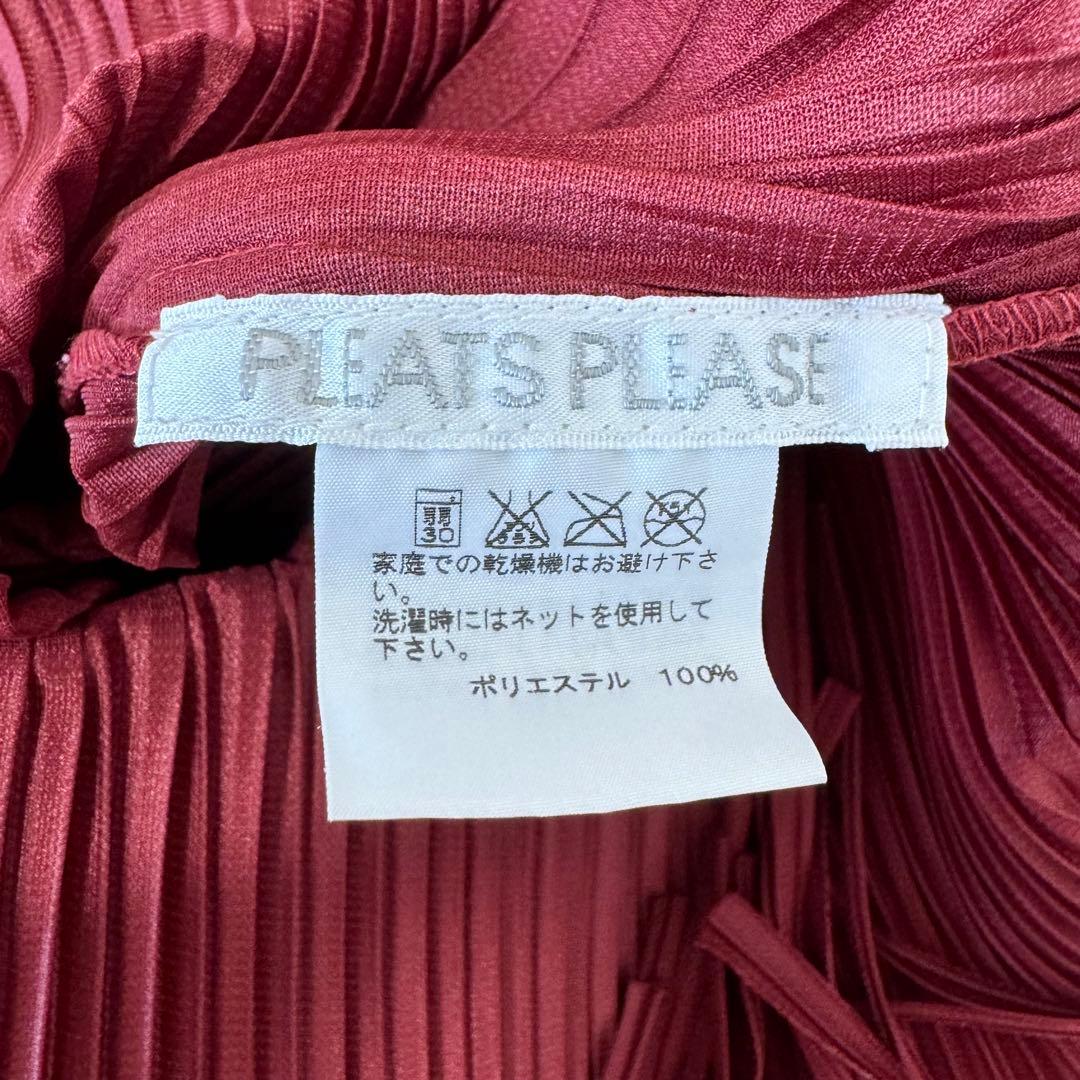 PLEATS PLEASE
弱
30
家庭での乾燥機はお避け下さ
い。
洗濯時にはネットを使用して
下さい。
ポリエステル 100%